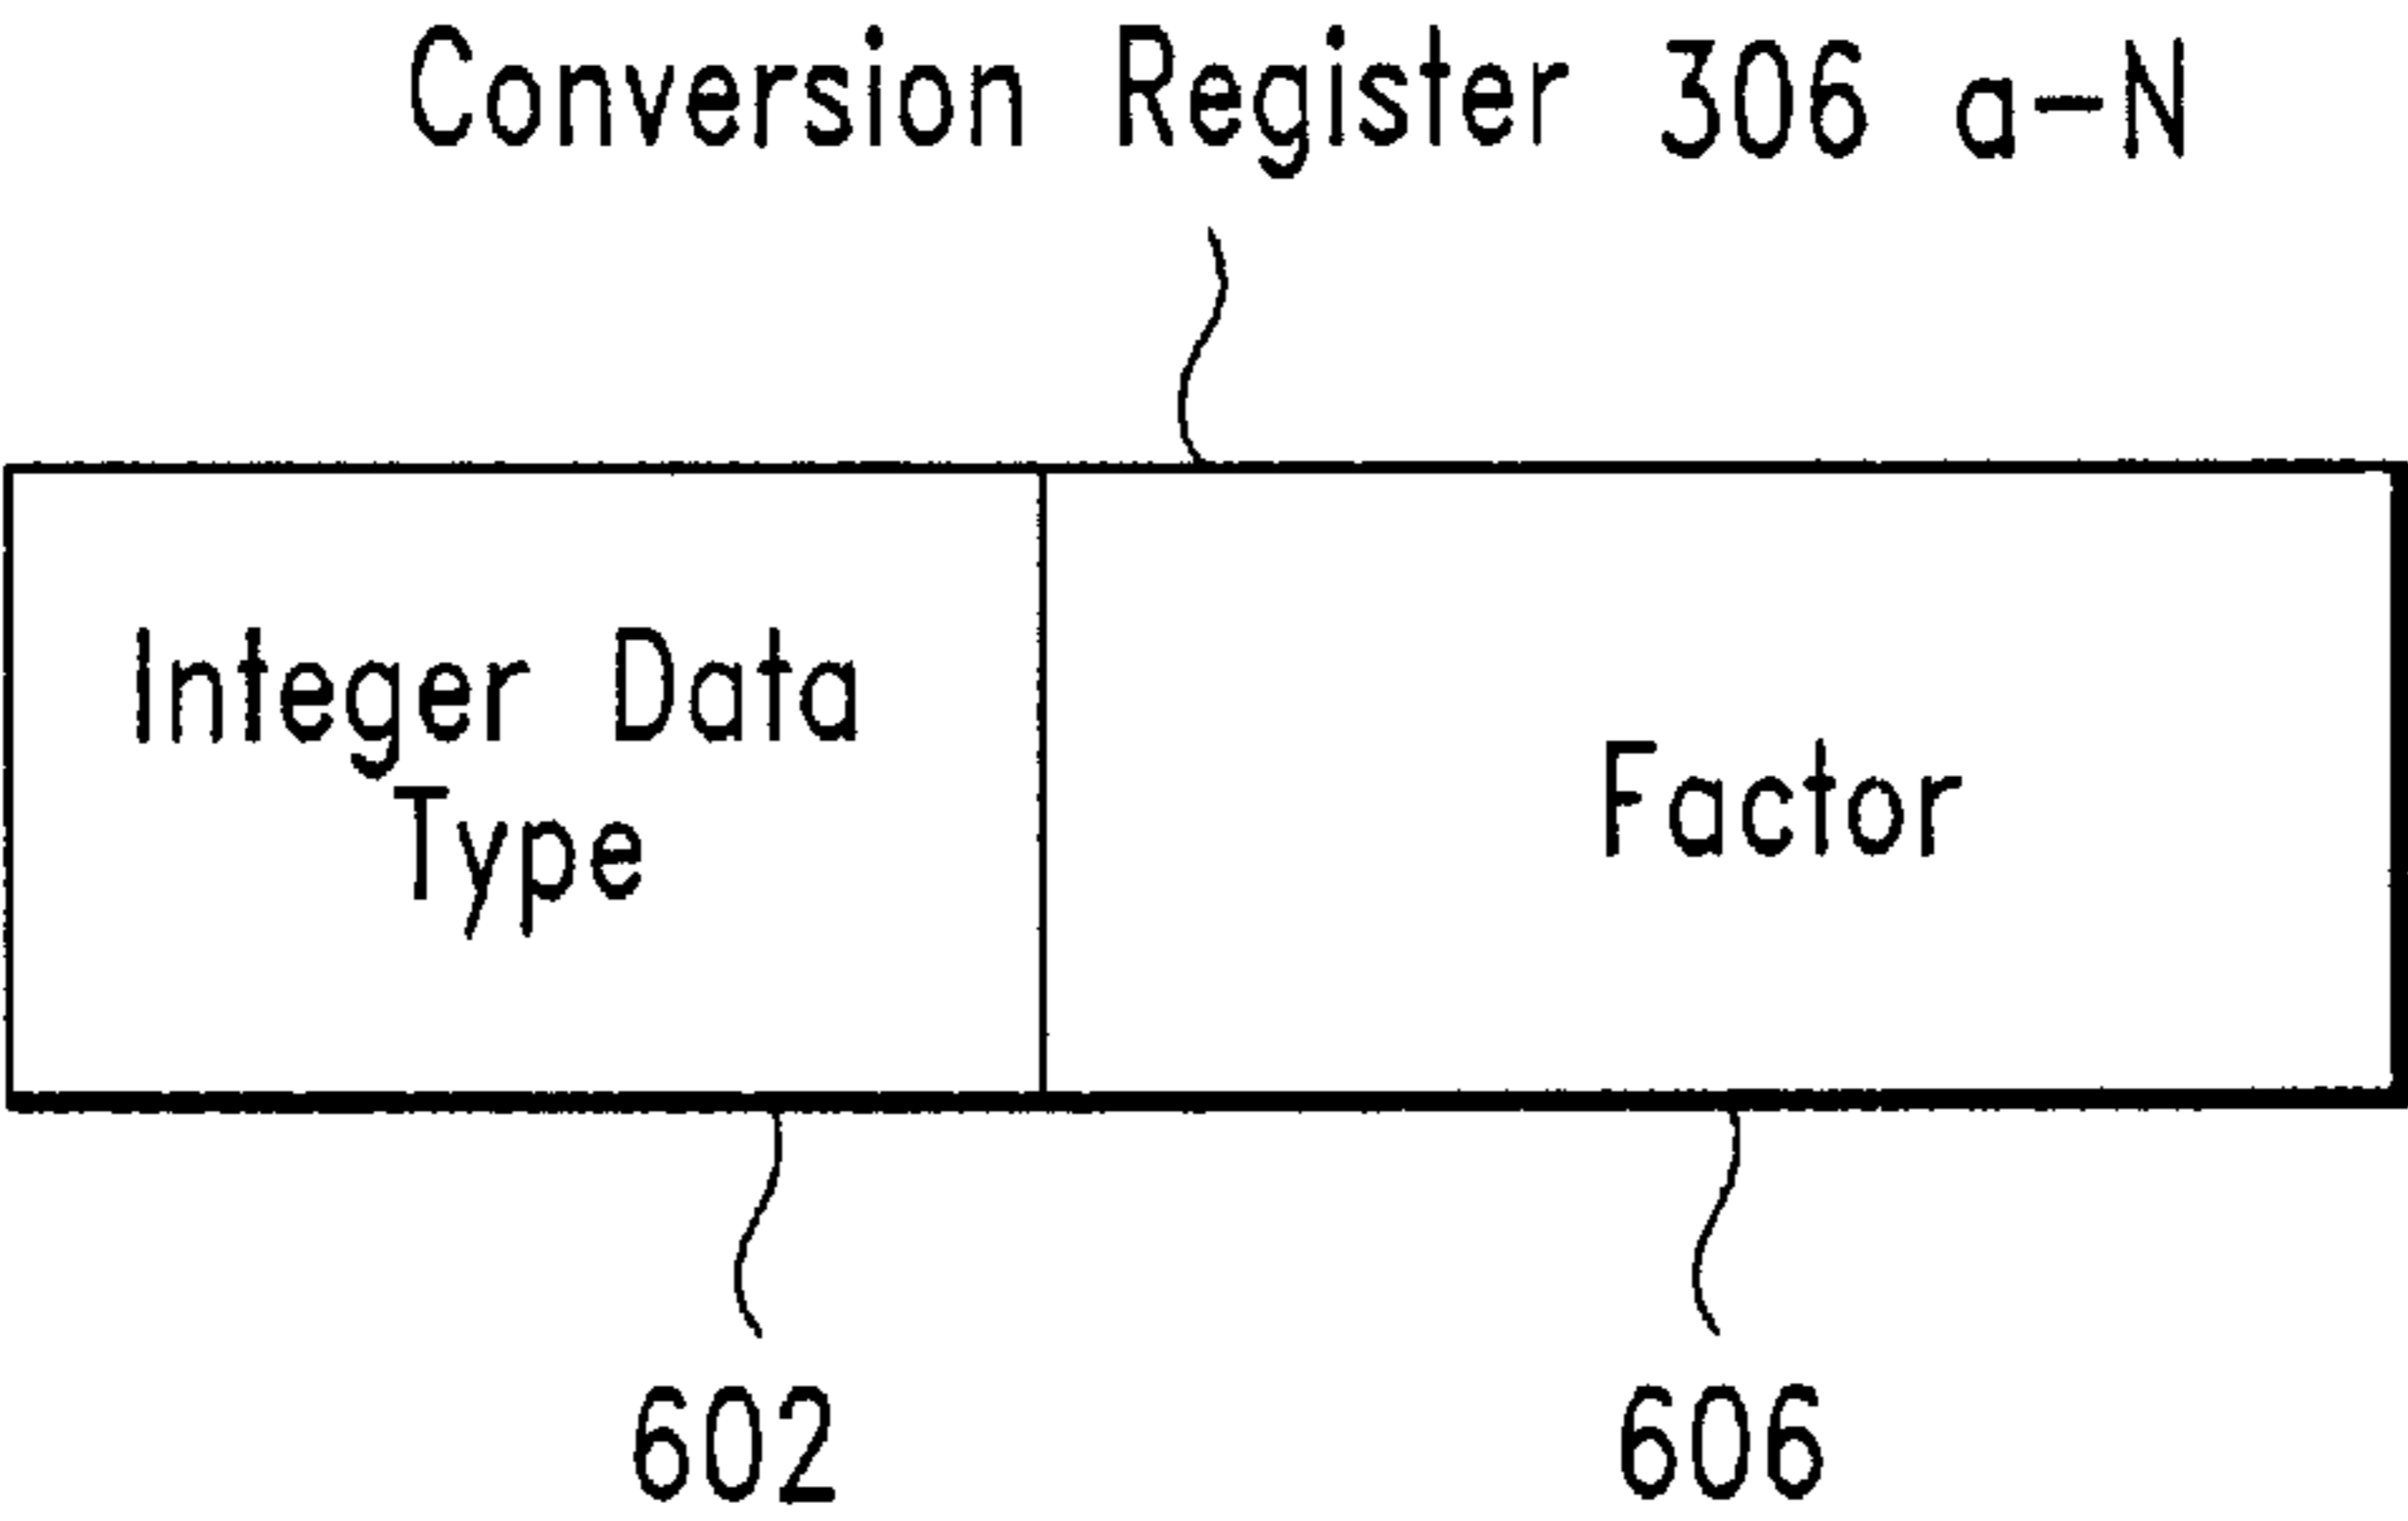 Conversion Register 306 a-N
Integer Data
Type
Factor
602
606